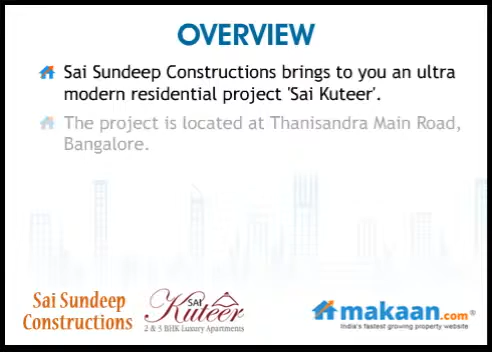 OVERVIEW
Sai Sundeep Constructions brings to you an ultra
modern residential project 'Sai Kuteer'.
The project is located at Thanisandra Main Road,
Bangalore.
Sai Sundeep
Constructions
SAI
Kuteer
2 & 3 BHK Luxury Apartments
makaan.com®
India's fastest growing property website